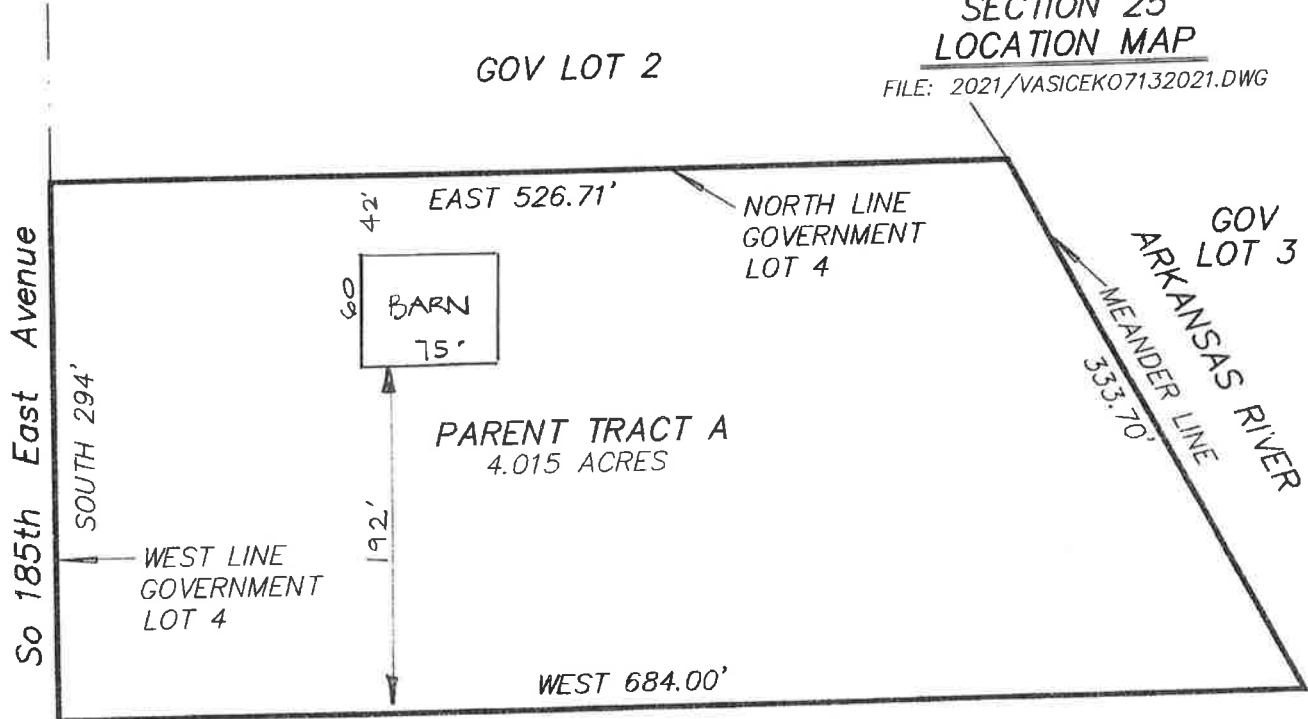 SECTION 25
LOCATION MAP
FILE: 2021/VASICEK07132021.DWG
GOV LOT 2
EAST 526.71'
42'
NORTH LINE
GOVERNMENT
LOT 4
GOV
LOT 3
ARKANSAS RIVER
MEANDER LINE
333.70'
60
BARN
75'
So 185th East Avenue
SOUTH 294'
PARENT TRACT A
4.015 ACRES
192'
WEST LINE
GOVERNMENT
LOT 4
WEST 684.00'